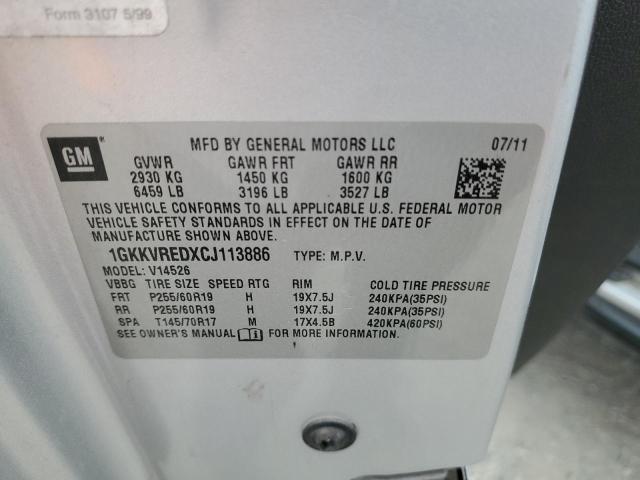 Form 3107 5/99
GM
MFD BY GENERAL MOTORS LLC 07/11
GVWR GAWR FRT GAWR RR
2930 KG 1450 KG 1600 KG
6459 LB 3196 LB 3527 LB
THIS VEHICLE CONFORMS TO ALL APPLICABLE U.S. FEDERAL MOTOR
VEHICLE SAFETY STANDARDS IN EFFECT ON THE DATE OF
MANUFACTURE SHOWN ABOVE.
1GKKVREDXCJ113886 TYPE: M.P.V.
MODEL: V14526
VBBG TIRE SIZE SPEED RTG RIM COLD TIRE PRESSURE
FRT P255/60R19 H 19X7.5J 240KPA(35PSI)
RR P255/60R19 H 19X7.5J 240KPA(35PSI)
SPA T145/70R17 M 17X4.5B 420KPA(60PSI)
SEE OWNER'S MANUAL FOR MORE INFORMATION.